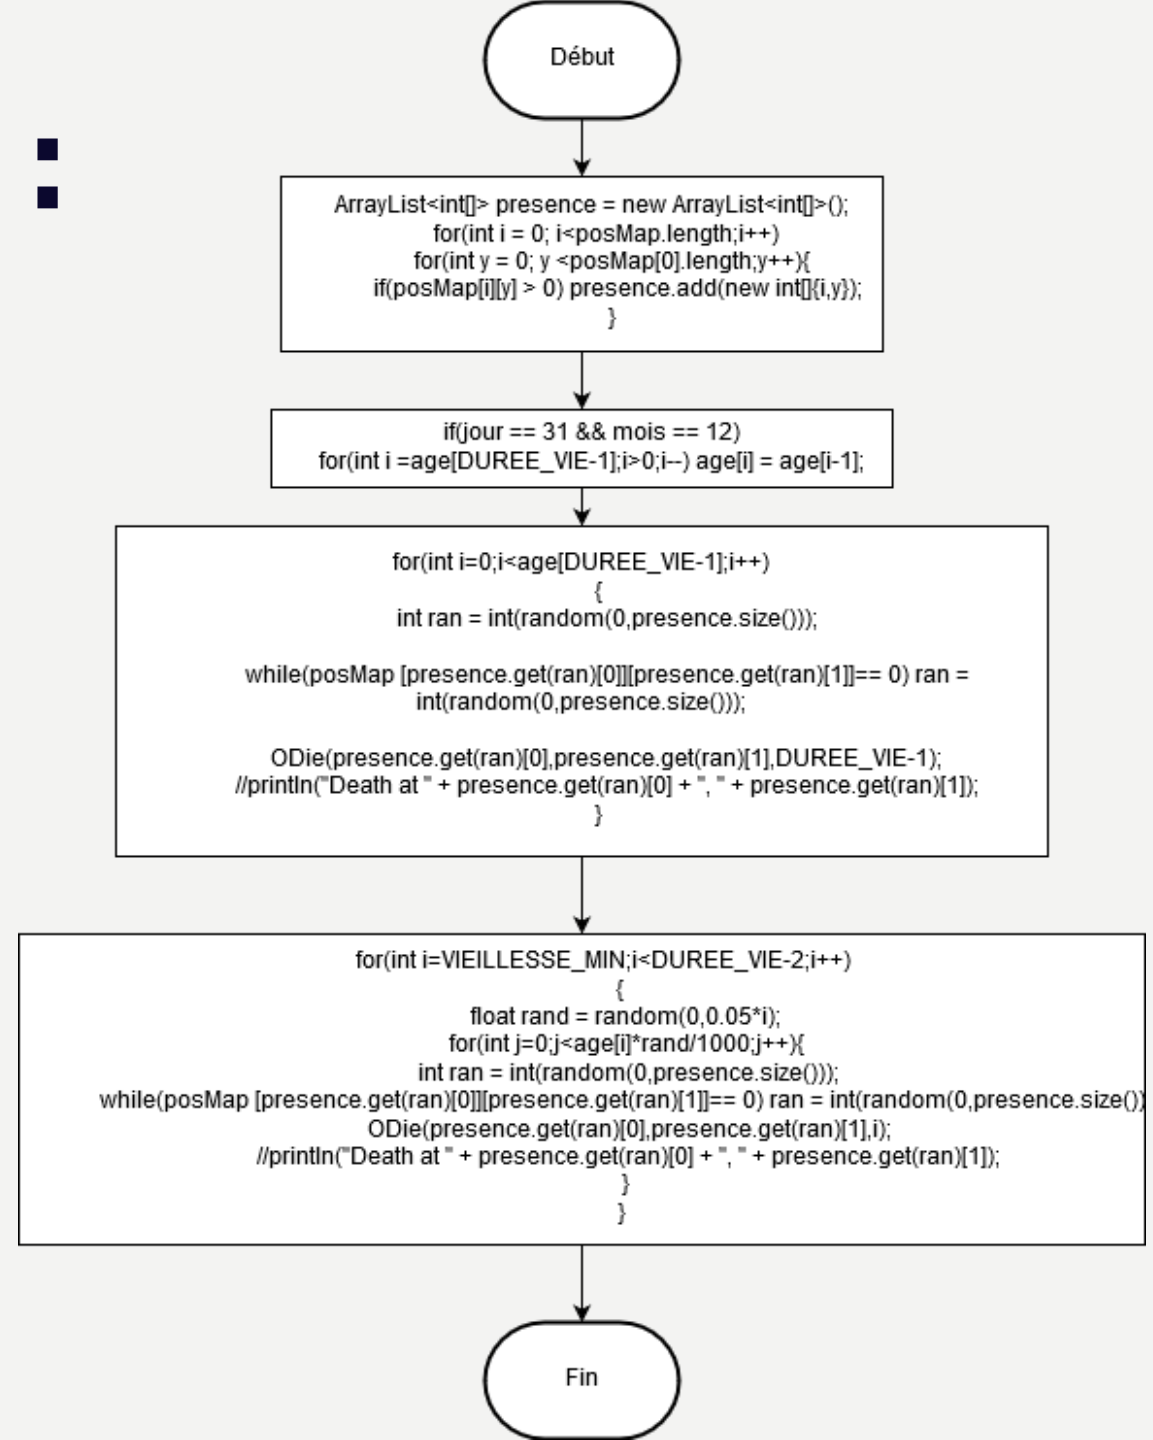 Début
ArrayList<int[]> presence = new ArrayList<int[]>();
for(int i = 0; i<posMap.length;i++)
for(int y = 0; y <posMap[0].length;y++){
if(posMap[i][y] > 0) presence.add(new int[]{i,y});
}
if(jour == 31 && mois == 12)
for(int i =age[DUREE_VIE-1];i>0;i--) age[i] = age[i-1];
for(int i=0;i<age[DUREE_VIE-1];i++)
{
int ran = int(random(0,presence.size()));
while(posMap [presence.get(ran)[0]][presence.get(ran)[1]]== 0) ran =
int(random(0,presence.size()));
ODie(presence.get(ran)[0],presence.get(ran)[1],DUREE_VIE-1);
//println("Death at " + presence.get(ran)[0] + ", " + presence.get(ran)[1]);
}
for(int i=VIEILLESSE_MIN;i<DUREE_VIE-2;i++)
{
float rand = random(0,0.05*i);
for(int j=0;j<age[i]*rand/1000;j++){
int ran = int(random(0,presence.size()));
while(posMap [presence.get(ran)[0]][presence.get(ran)[1]]== 0) ran = int(random(0,presence.size())
ODie(presence.get(ran)[0],presence.get(ran)[1],i);
//println("Death at " + presence.get(ran)[0] + ", " + presence.get(ran)[1]);
}
}
Fin